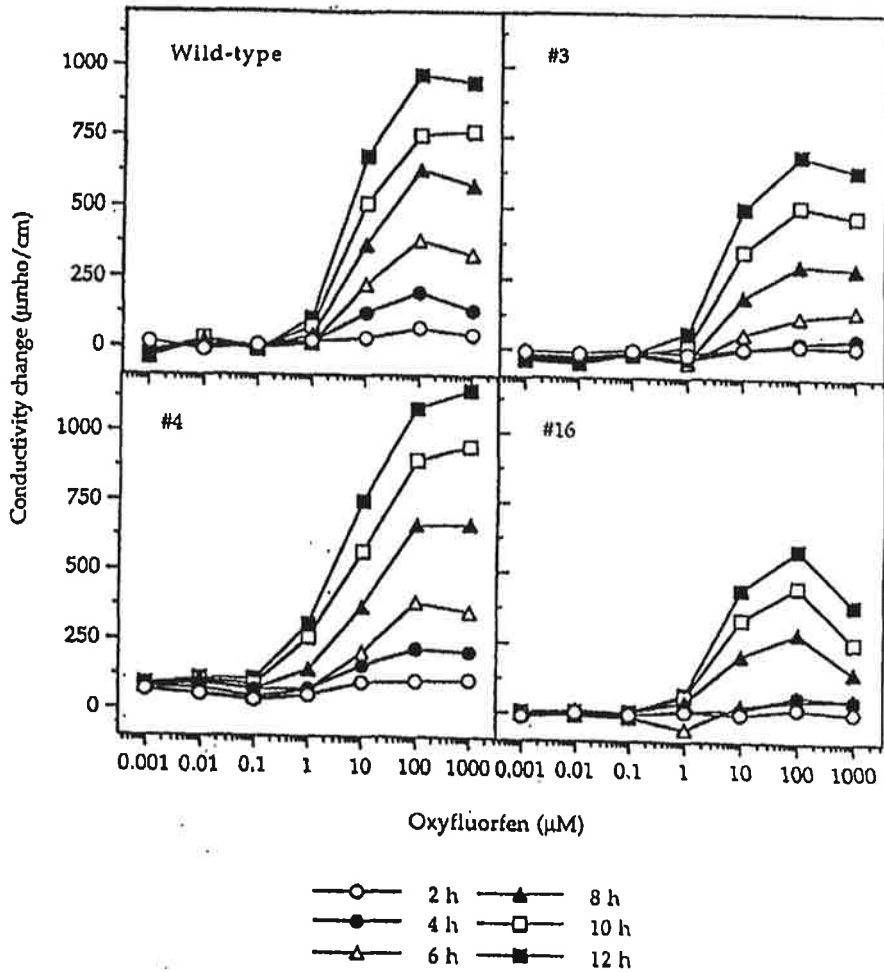 Wild-type
#3
1000
750
500
250
0
#4
#16
1000
750
500
250
0
Conductivity change (μmho/cm)
0.001 0.01 0.1 1 10 100 1000
0.001 0.01 0.1 1 10 100 1000
Oxyfluorfen (μM)
2 h
8 h
4 h
10 h
6 h
12 h